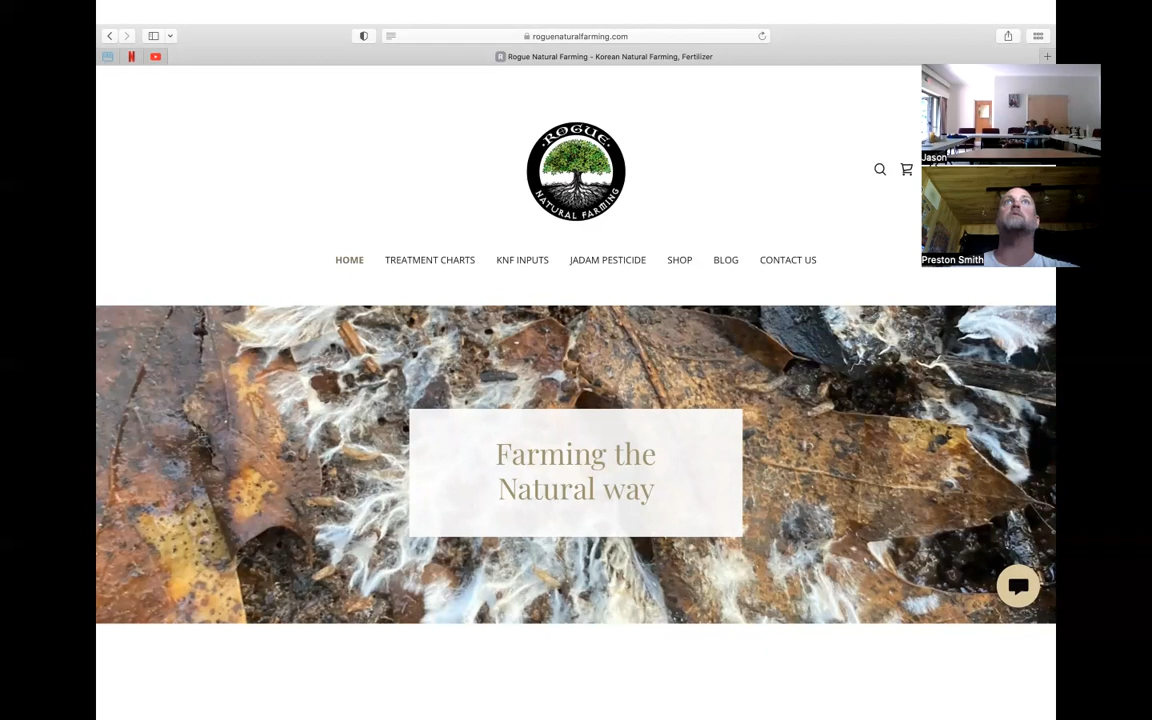 roguenaturalfarming.com
Rogue Natural Farming - Korean Natural Farming, Fertilizer
Jason
ROGUE
NATURAL FARMING
Preston Smith
HOME TREATMENT CHARTS KNF INPUTS JADAM PESTICIDE SHOP BLOG CONTACT US
Farming the
Natural way